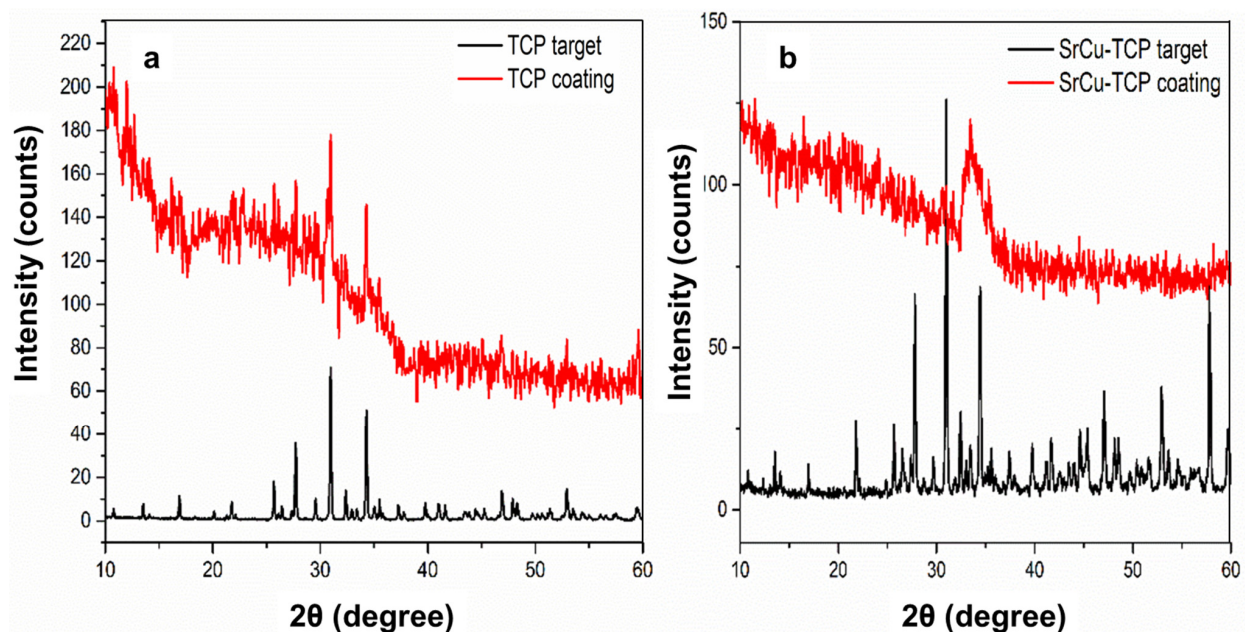 a
TCP target
TCP coating
Intensity (counts)
220
200
180
160
140
120
100
80
60
40
20
0
10
20
30
40
50
60
2θ (degree)
b
SrCu-TCP target
SrCu-TCP coating
Intensity (counts)
150
100
50
0
10
20
30
40
50
60
2θ (degree)